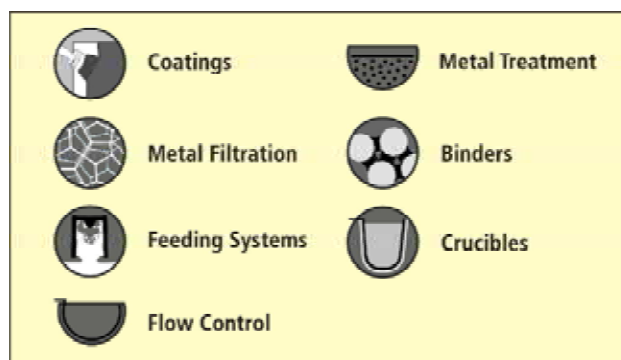 Coatings
Metal Treatment
Metal Filtration
Binders
Feeding Systems
Crucibles
Flow Control